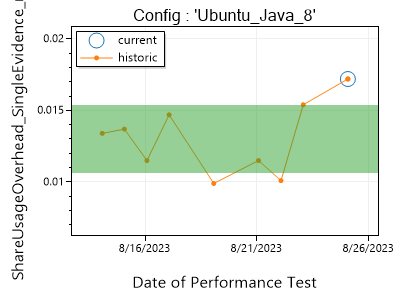 Config : 'Ubuntu_Java_8'
current
historic
0.02
0.015
0.01
ShareUsageOverhead_SingleEvidence_
8/16/2023
8/21/2023
8/26/2023
Date of Performance Test